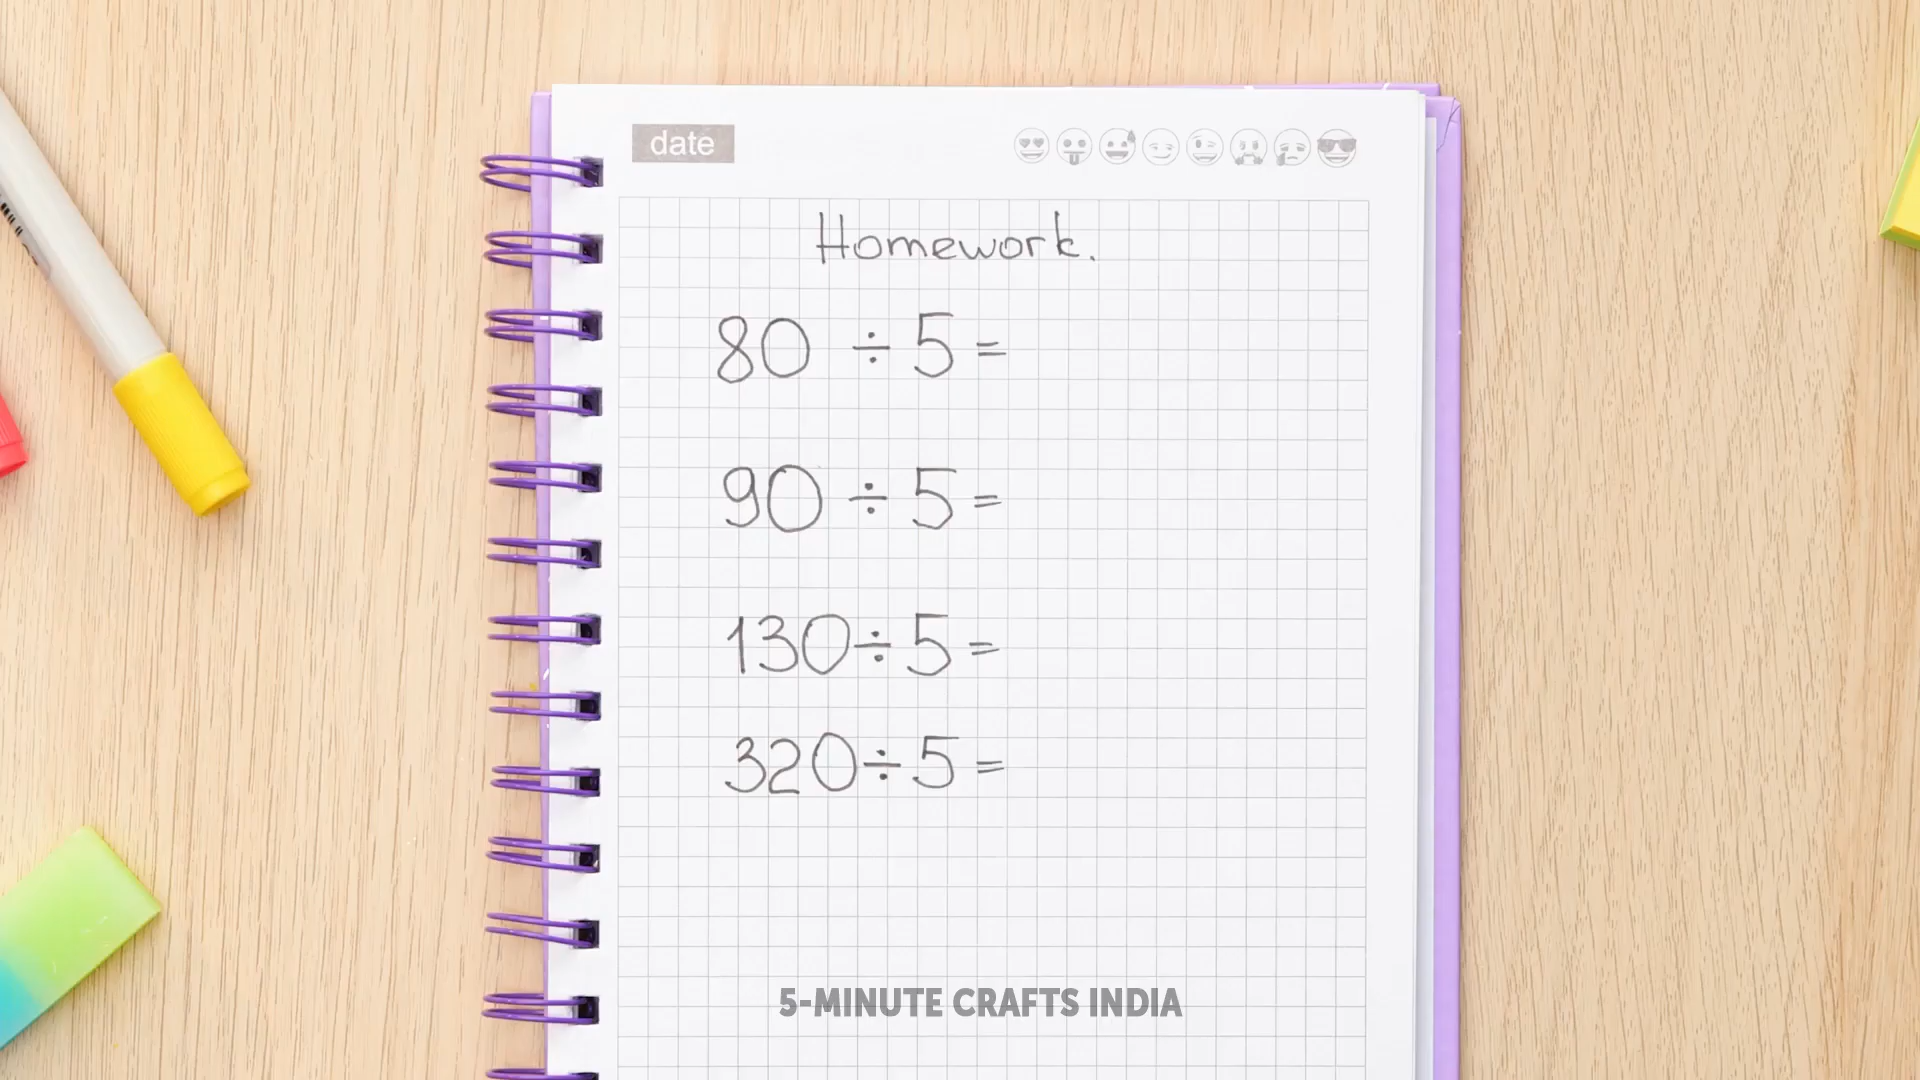 date
Homework.
80 ÷ 5 =
90 ÷ 5 =
130 ÷ 5 =
320 ÷ 5 =
5-MINUTE CRAFTS INDIA